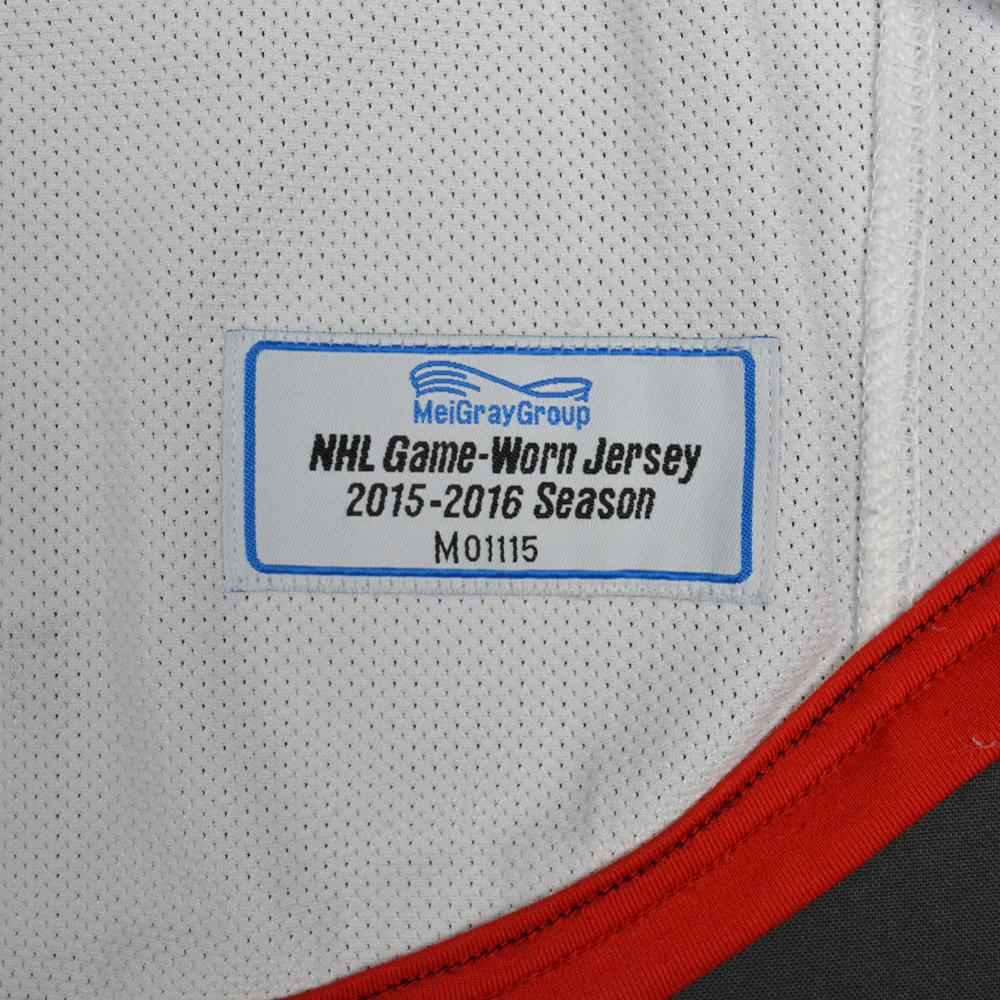 MeiGrayGroup
NHL Game-Worn Jersey
2015-2016 Season
M01115